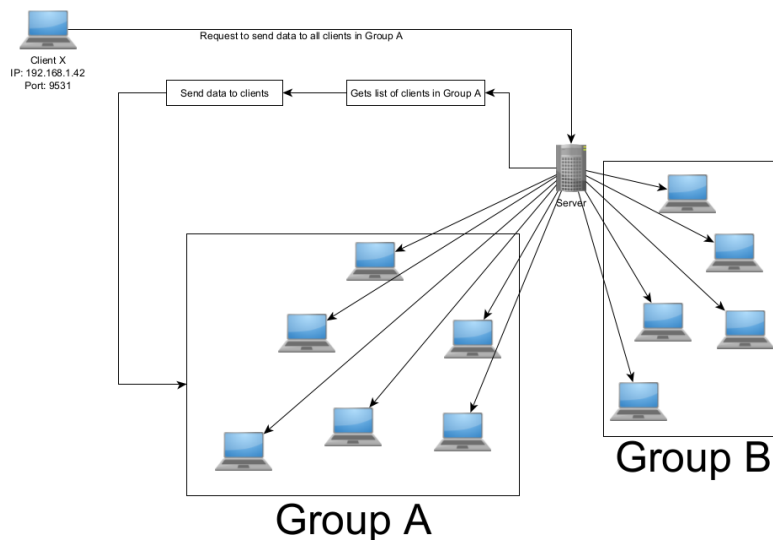 Request to send data to all clients in Group A
Client X
IP: 192.168.1.42
Port: 9531
Send data to clients
Gets list of clients in Group A
Server
Group B
Group A